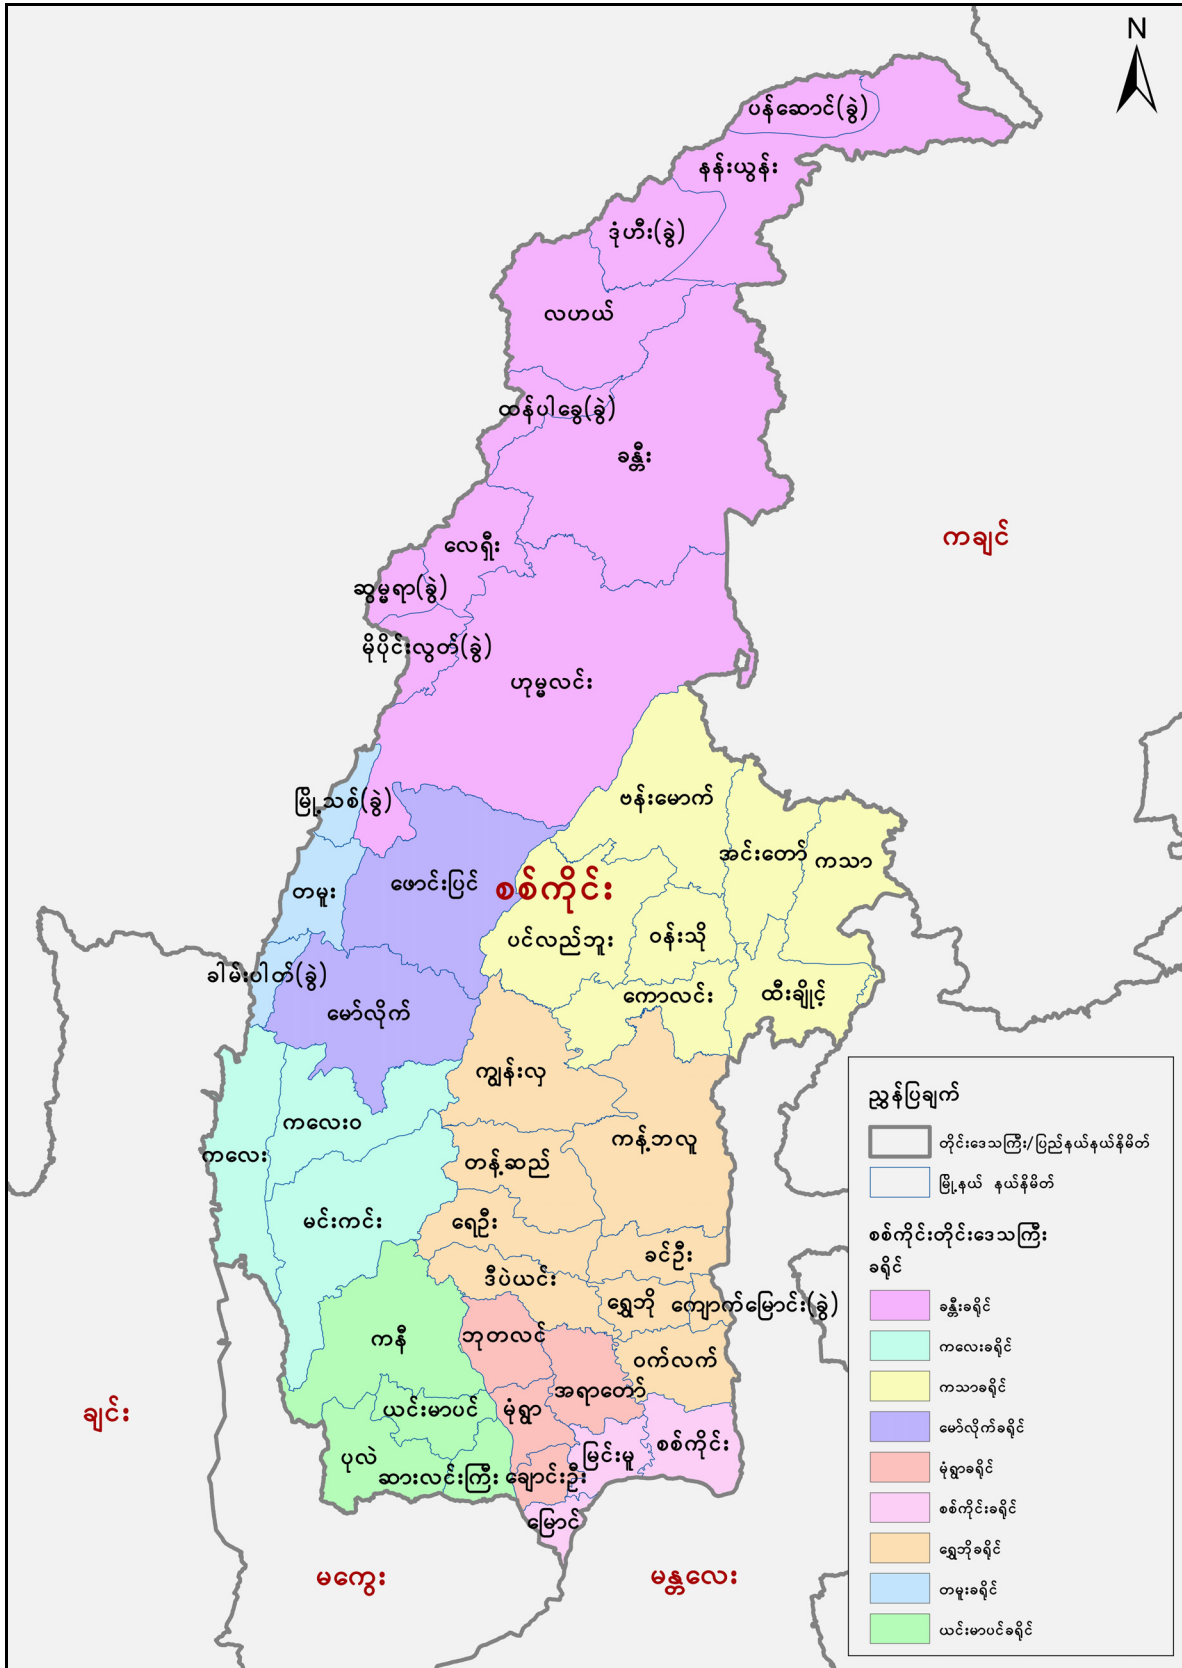 N
ပန်ဆောင်(ခွဲ)
နန်းယွန်း
ဒုံဟီး(ခွဲ)
လဟယ်
ထန်ပါခွေ(ခွဲ)
ခန္တီး
ကချင်
လေရှီး
ဆွမ္မရာ(ခွဲ)
မိုပိုင်းလွတ်(ခွဲ)
ဟုမ္မလင်း
ဗန်းမောက်
မြို့သစ်(ခွဲ)
အင်းတော်
ကသာ
ဖောင်းပြင်
စစ်ကိုင်း
တမူး
ပင်လည်ဘူး
ဝန်းသို
ခါမ်းပါတ်(ခွဲ)
ကောလင်း
ထီးချိုင့်
မော်လိုက်
ကျွန်းလှ
ကလေးဝ
ကန့်ဘလူ
ကလေး
တန့်ဆည်
မင်းကင်း
ရေဦး
ခင်ဦး
ဒီပဲယင်း
ရွှေဘို
ကျောက်မြောင်း(ခွဲ)
ကနီ
ဘုတလင်
ဝက်လက်
အရာတော်
ယင်းမာပင်
မုံရွာ
ချင်း
စစ်ကိုင်း
မြင်းမူ
ပုလဲ
ဆားလင်းကြီး
ချောင်းဦး
မြောင်
မကွေး
မန္တလေး
ညွှန်ပြချက်
တိုင်းဒေသကြီး/ပြည်နယ်နယ်နိမိတ်
မြို့နယ် နယ်နိမိတ်
စစ်ကိုင်းတိုင်းဒေသကြီး
ခရိုင်
ခန္တီးခရိုင်
ကလေးခရိုင်
ကသာခရိုင်
မော်လိုက်ခရိုင်
မုံရွာခရိုင်
စစ်ကိုင်းခရိုင်
ရွှေဘိုခရိုင်
တမူးခရိုင်
ယင်းမာပင်ခရိုင်